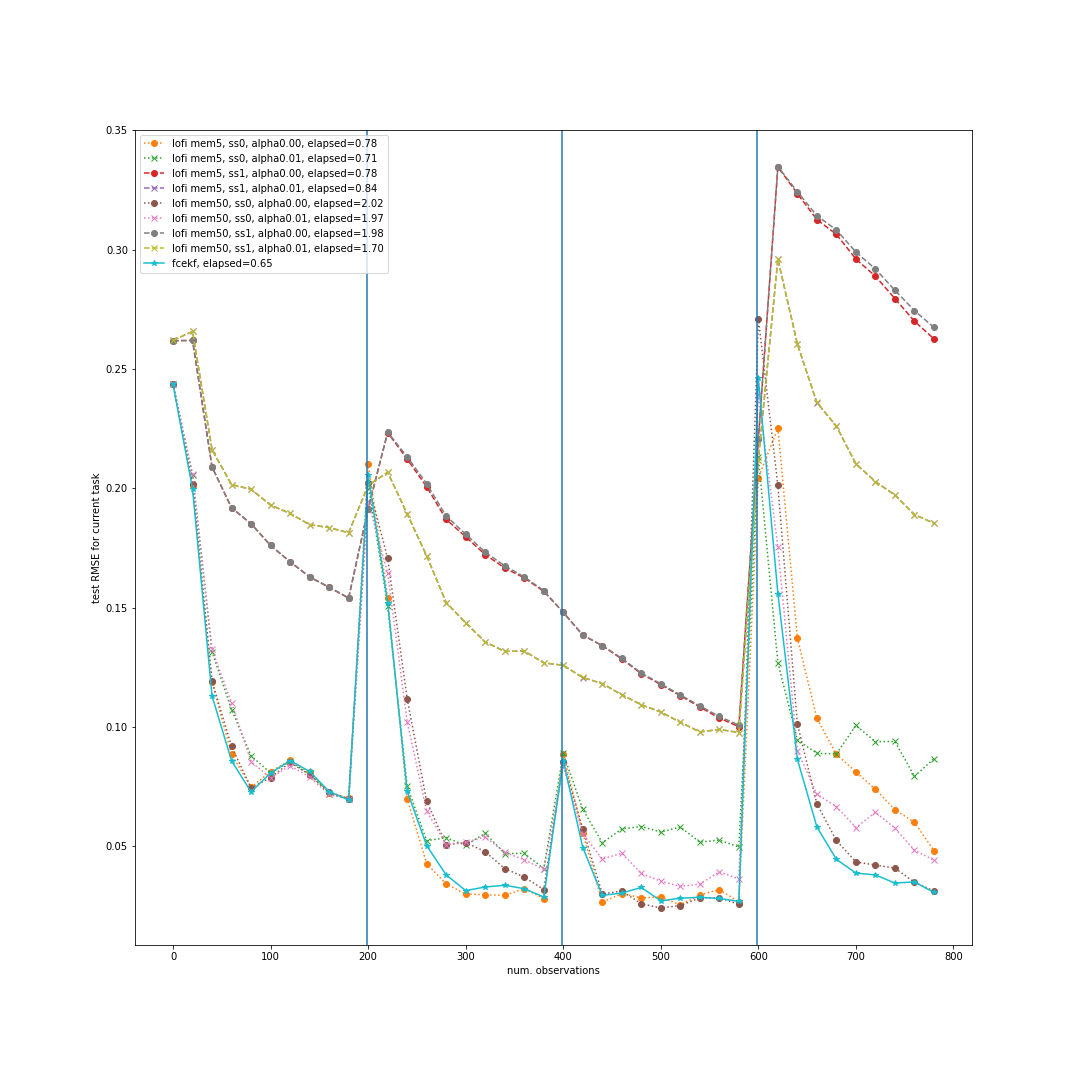 0.35
0.30
0.25
0.20
0.15
0.10
0.05
test RMSE for current task
lofi mem5, ss0, alpha0.00, elapsed=0.78
lofi mem5, ss0, alpha0.01, elapsed=0.71
lofi mem5, ss1, alpha0.00, elapsed=0.78
lofi mem5, ss1, alpha0.01, elapsed=0.84
lofi mem50, ss0, alpha0.00, elapsed=2.02
lofi mem50, ss0, alpha0.01, elapsed=1.97
lofi mem50, ss1, alpha0.00, elapsed=1.98
lofi mem50, ss1, alpha0.01, elapsed=1.70
fcekf, elapsed=0.65
0 100 200 300 400 500 600 700 800
num. observations